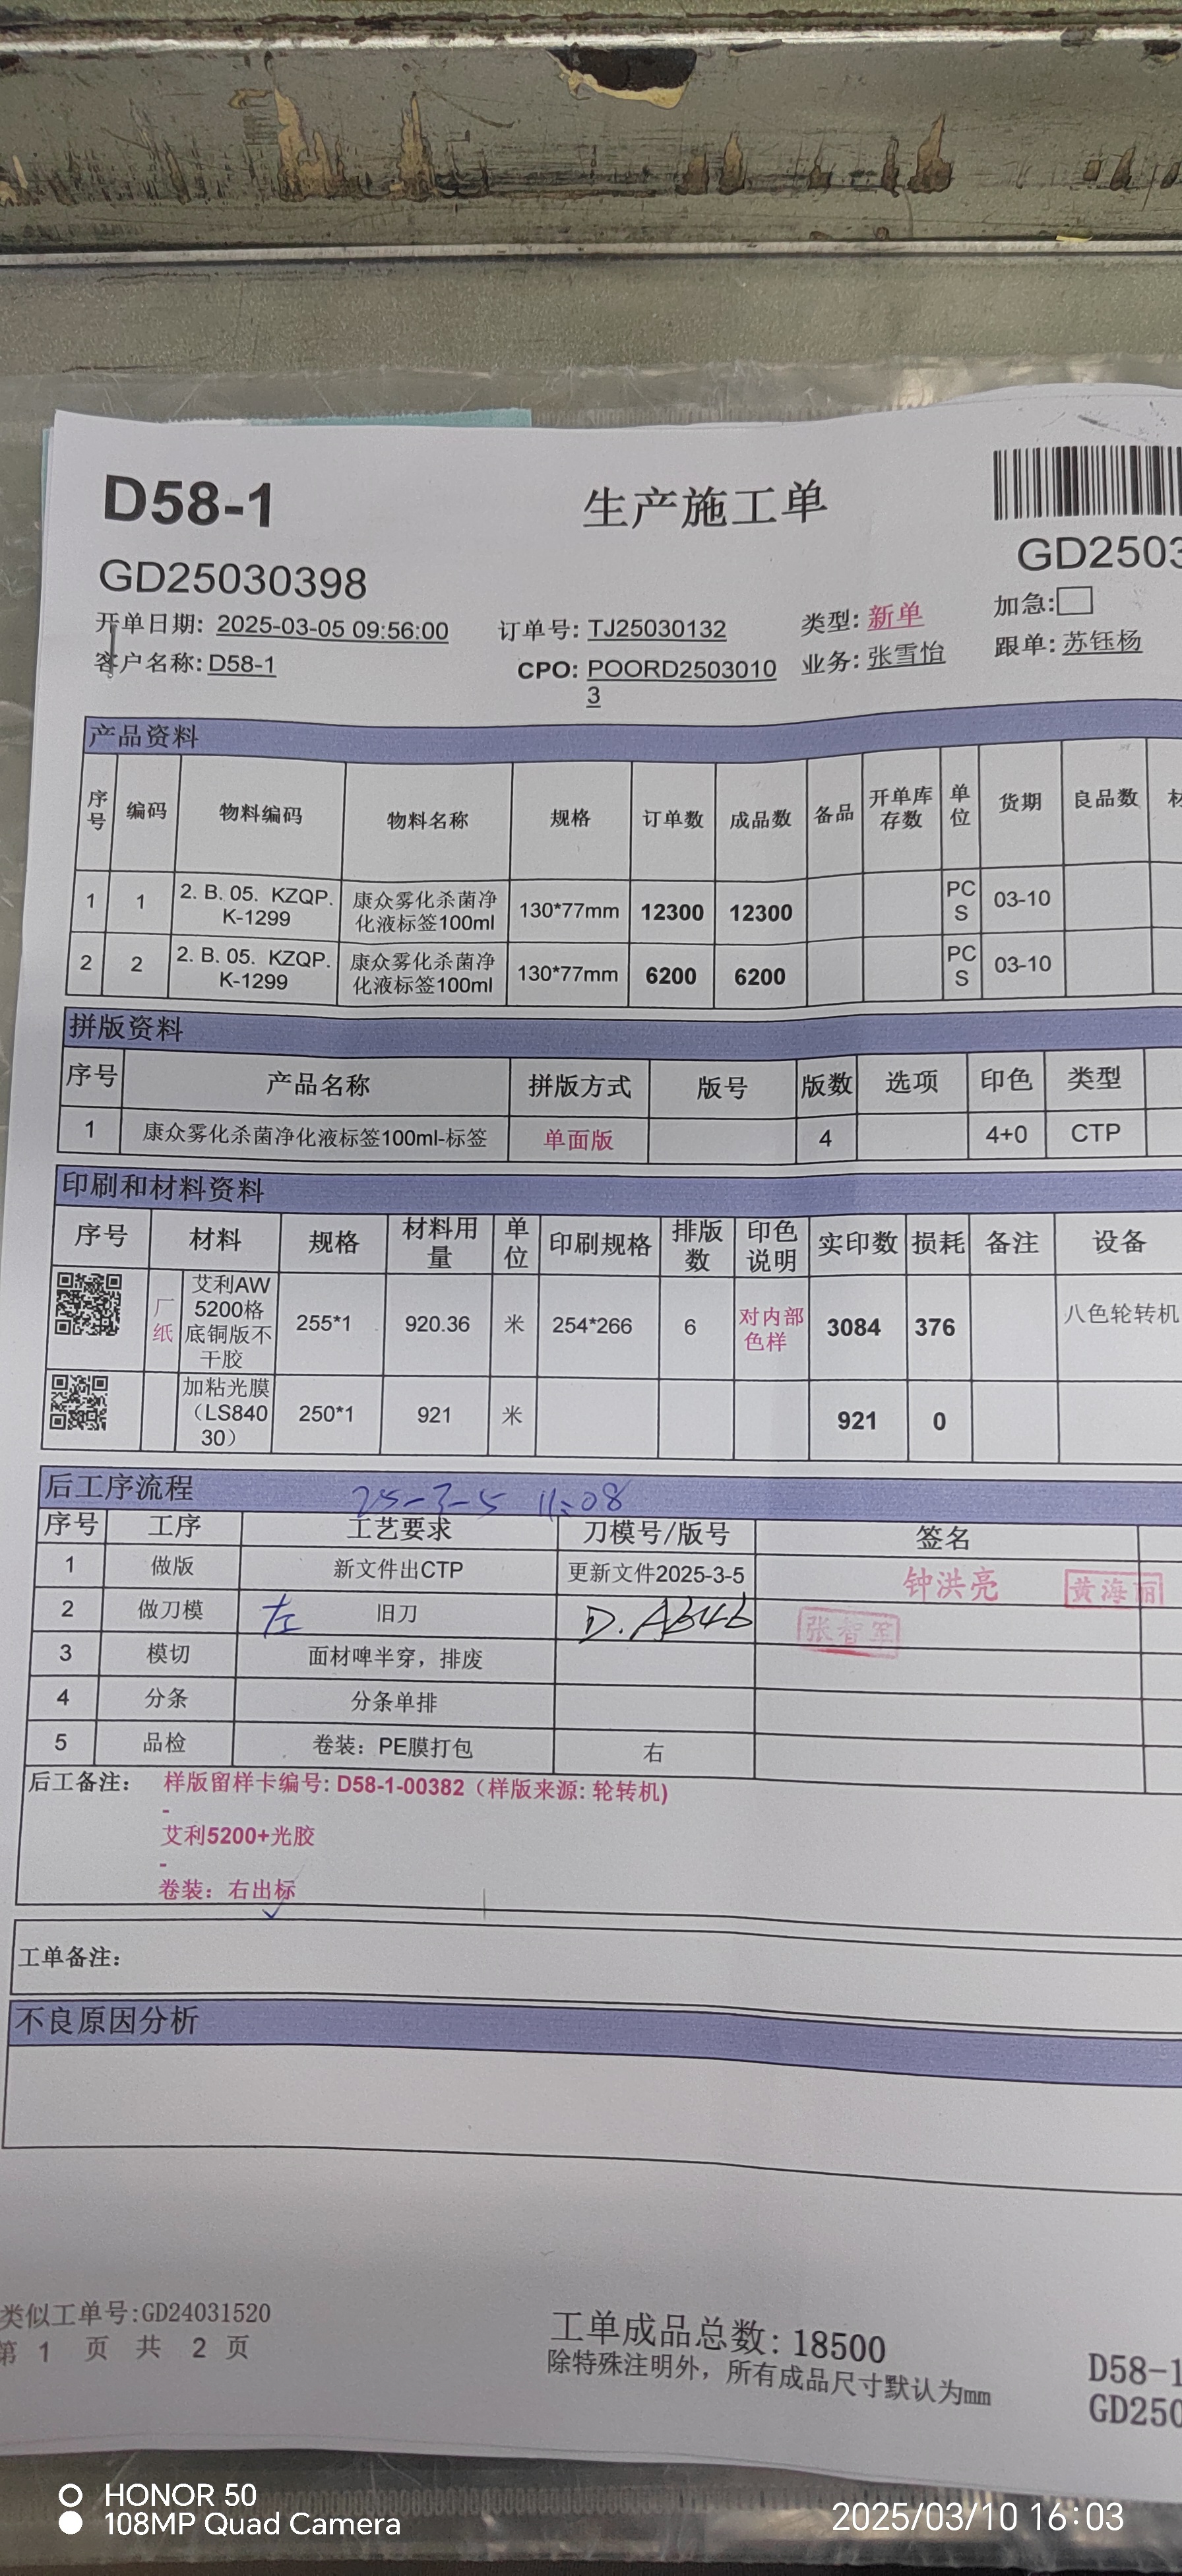 D58-1
生产施工单
GD25030398
GD2503
开单日期: 2025-03-05 09:56:00 订单号: TJ25030132 类型: 新单 加急:
客户名称: D58-1 CPO: POORD2503010 业务: 张雪怡 跟单: 苏钰杨
3
产品资料
序号 编码 物料编码 物料名称 规格 订单数 成品数 备品 开单库存数 单位 货期 良品数
1 1 2. B. 05. KZQP. K-1299 康众雾化杀菌净化液标签100ml 130*77mm 12300 12300 PCS 03-10
2 2 2. B. 05. KZQP. K-1299 康众雾化杀菌净化液标签100ml 130*77mm 6200 6200 PCS 03-10
拼版资料
序号 产品名称 拼版方式 版号 版数 选项 印色 类型
1 康众雾化杀菌净化液标签100ml-标签 单面版 4 4+0 CTP
印刷和材料资料
序号 材料 规格 材料用量 单位 印刷规格 排版数 印色说明 实印数 损耗 备注 设备
厂纸 艾利AW5200格底铜版不干胶 255*1 920.36 米 254*266 6 对内部色样 3084 376 八色轮转机
加粘光膜（LS84030） 250*1 921 米 921 0
后工序流程 25-3-5 11:08
序号 工序 工艺要求 刀模号/版号 签名
1 做版 新文件出CTP 更新文件2025-3-5 钟洪亮 黄海丽
2 做刀模 左 旧刀 张智军
3 模切 面材啤半穿，排废
4 分条 分条单排
5 品检 卷装：PE膜打包 右
后工备注： 样版留样卡编号: D58-1-00382（样版来源: 轮转机)
-
艾利5200+光胶
-
卷装：右出标
工单备注：
不良原因分析
类似工单号:GD24031520
第 1 页 共 2 页
工单成品总数: 18500
除特殊注明外，所有成品尺寸默认为mm
D58-1
GD250
HONOR 50
108MP Quad Camera
2025/03/10 16:03